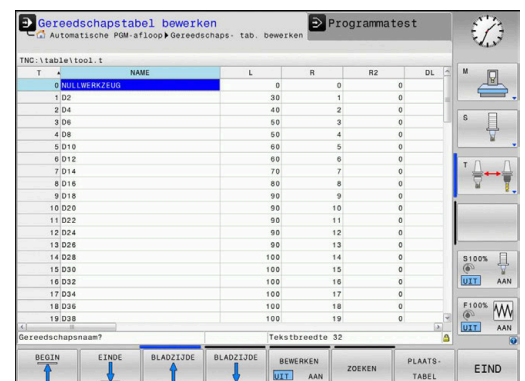 Gereedschapstabel bewerken
Programmatest
Automatische PGM-afloop Gereedschaps- tab. bewerken
TNC:\table\tool.t
T NAME L R R2 DL
0 NULLWERKZEUG 0 0 0
1 D2 30 1 0
2 D4 40 2 0
3 D6 50 3 0
4 D8 50 4 0
5 D10 60 5 0
6 D12 60 6 0
7 D14 70 7 0
8 D16 80 8 0
9 D18 90 9 0
10 D20 90 10 0
11 D22 90 11 0
12 D24 90 12 0
13 D26 90 13 0
14 D28 100 14 0
15 D30 100 15 0
16 D32 100 16 0
17 D34 100 17 0
18 D36 100 18 0
19 D38 100 19 0
Gereedschapsnaam? Tekstbreedte 32
BEGIN
EINDE
BLADZIJDE
BLADZIJDE
BEWERKEN
UIT AAN
ZOEKEN
PLAATS-
TABEL
EIND
M
S
T
S100%
UIT AAN
F100%
UIT AAN